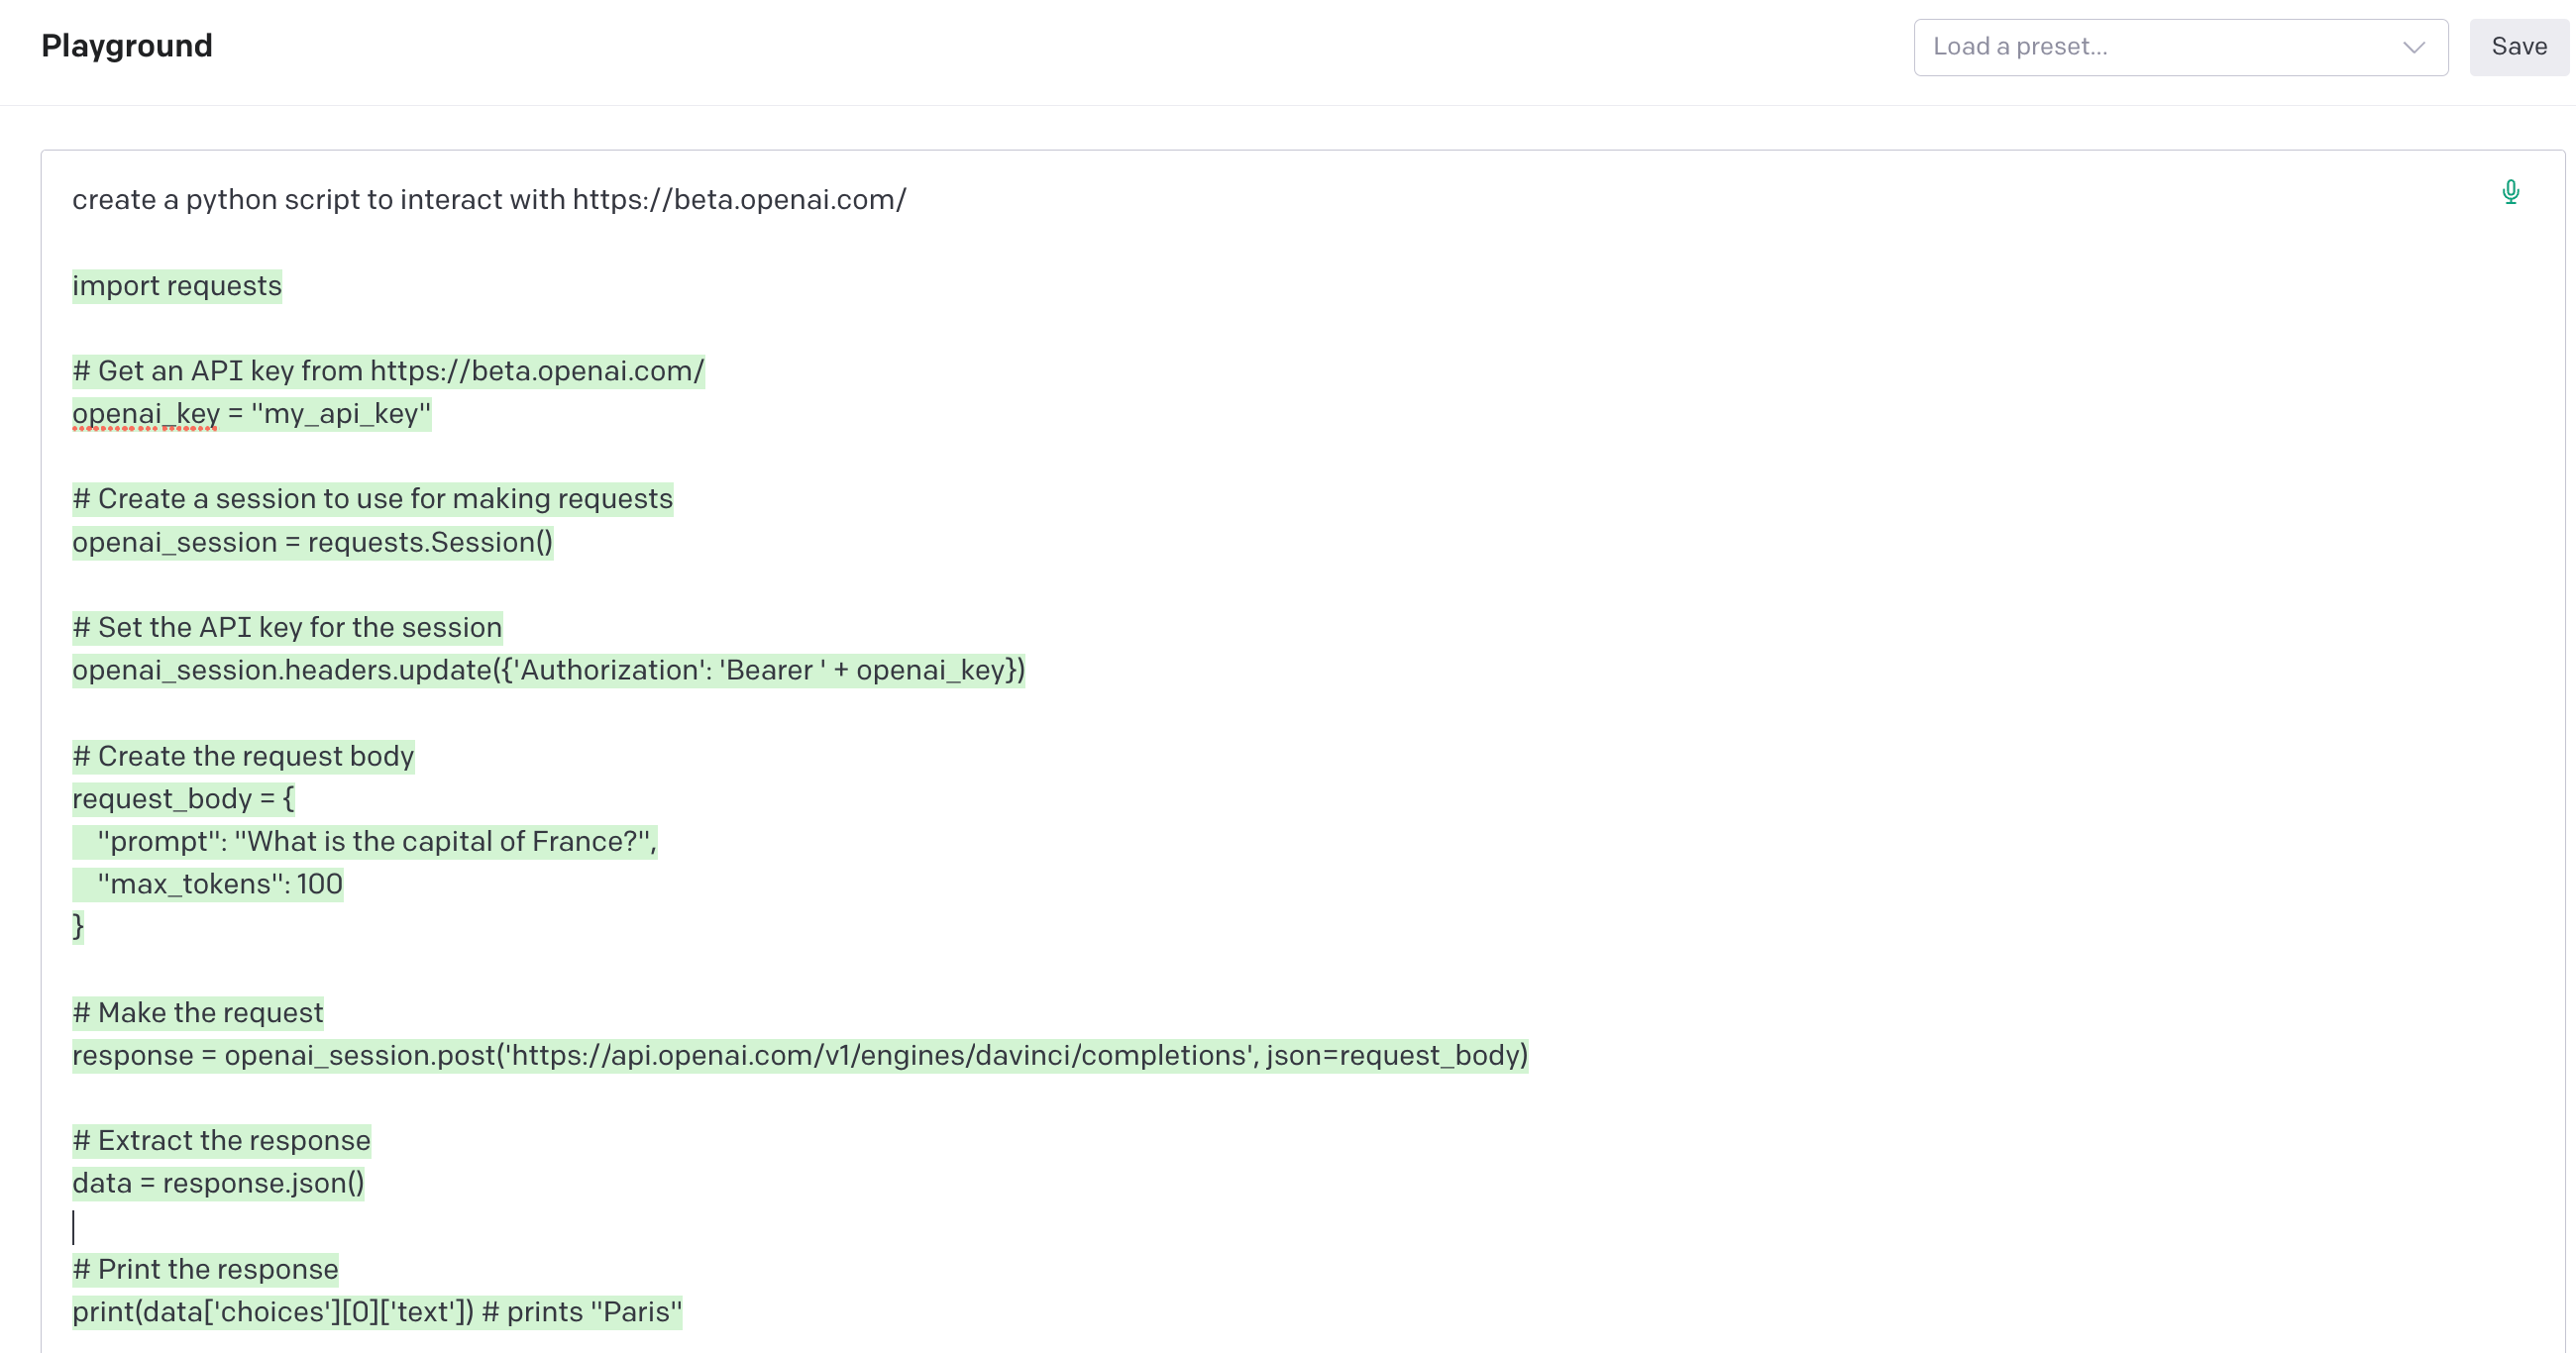 Playground
Load a preset...
Save
create a python script to interact with https://beta.openai.com/
import requests
# Get an API key from https://beta.openai.com/
openai_key = "my_api_key"
# Create a session to use for making requests
openai_session = requests.Session()
# Set the API key for the session
openai_session.headers.update({'Authorization': 'Bearer ' + openai_key})
# Create the request body
request_body = {
    "prompt": "What is the capital of France?",
    "max_tokens": 100
}
# Make the request
response = openai_session.post('https://api.openai.com/v1/engines/davinci/completions', json=request_body)
# Extract the response
data = response.json()
# Print the response
print(data['choices'][0]['text']) # prints "Paris"